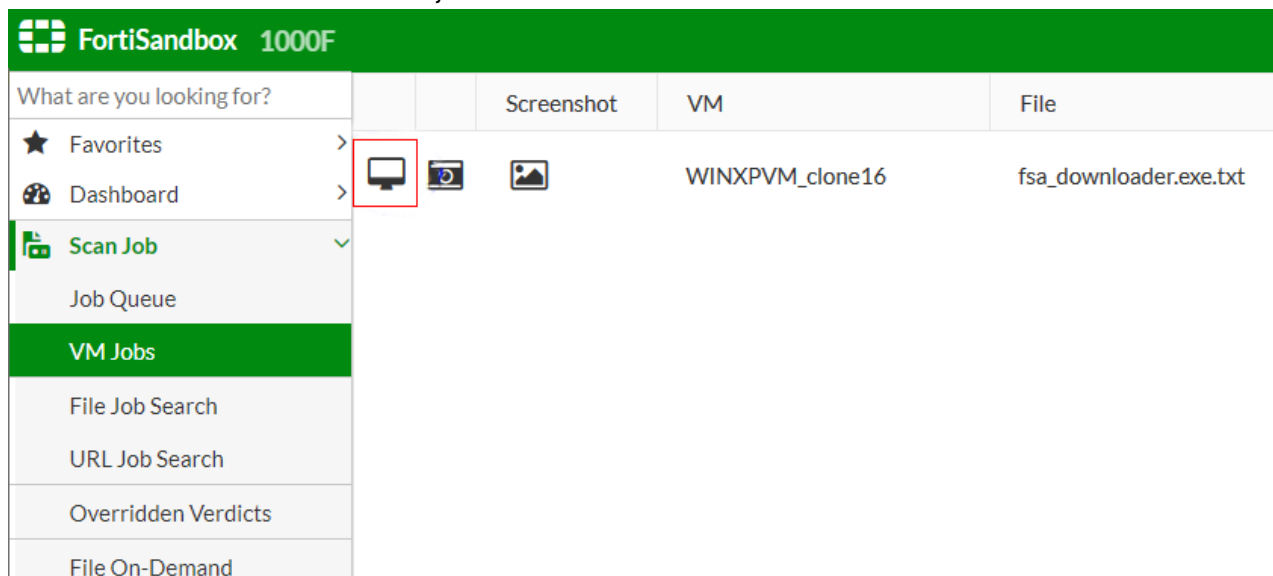 FortiSandbox 1000F
What are you looking for?
Screenshot VM File
Favorites
WINXPVM_clone16 fsa_downloader.exe.txt
Dashboard
Scan Job
Job Queue
VM Jobs
File Job Search
URL Job Search
Overridden Verdicts
File On-Demand